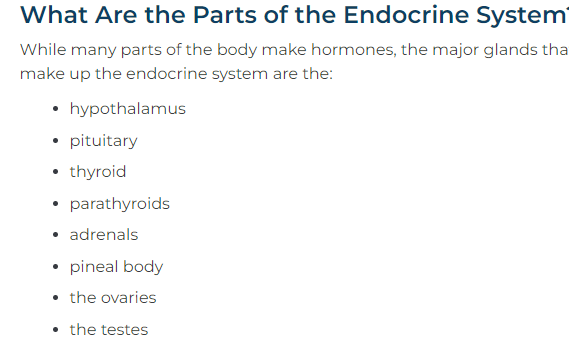 What Are the Parts of the Endocrine System
While many parts of the body make hormones, the major glands tha
make up the endocrine system are the:
• hypothalamus
• pituitary
• thyroid
• parathyroids
• adrenals
• pineal body
• the ovaries
• the testes